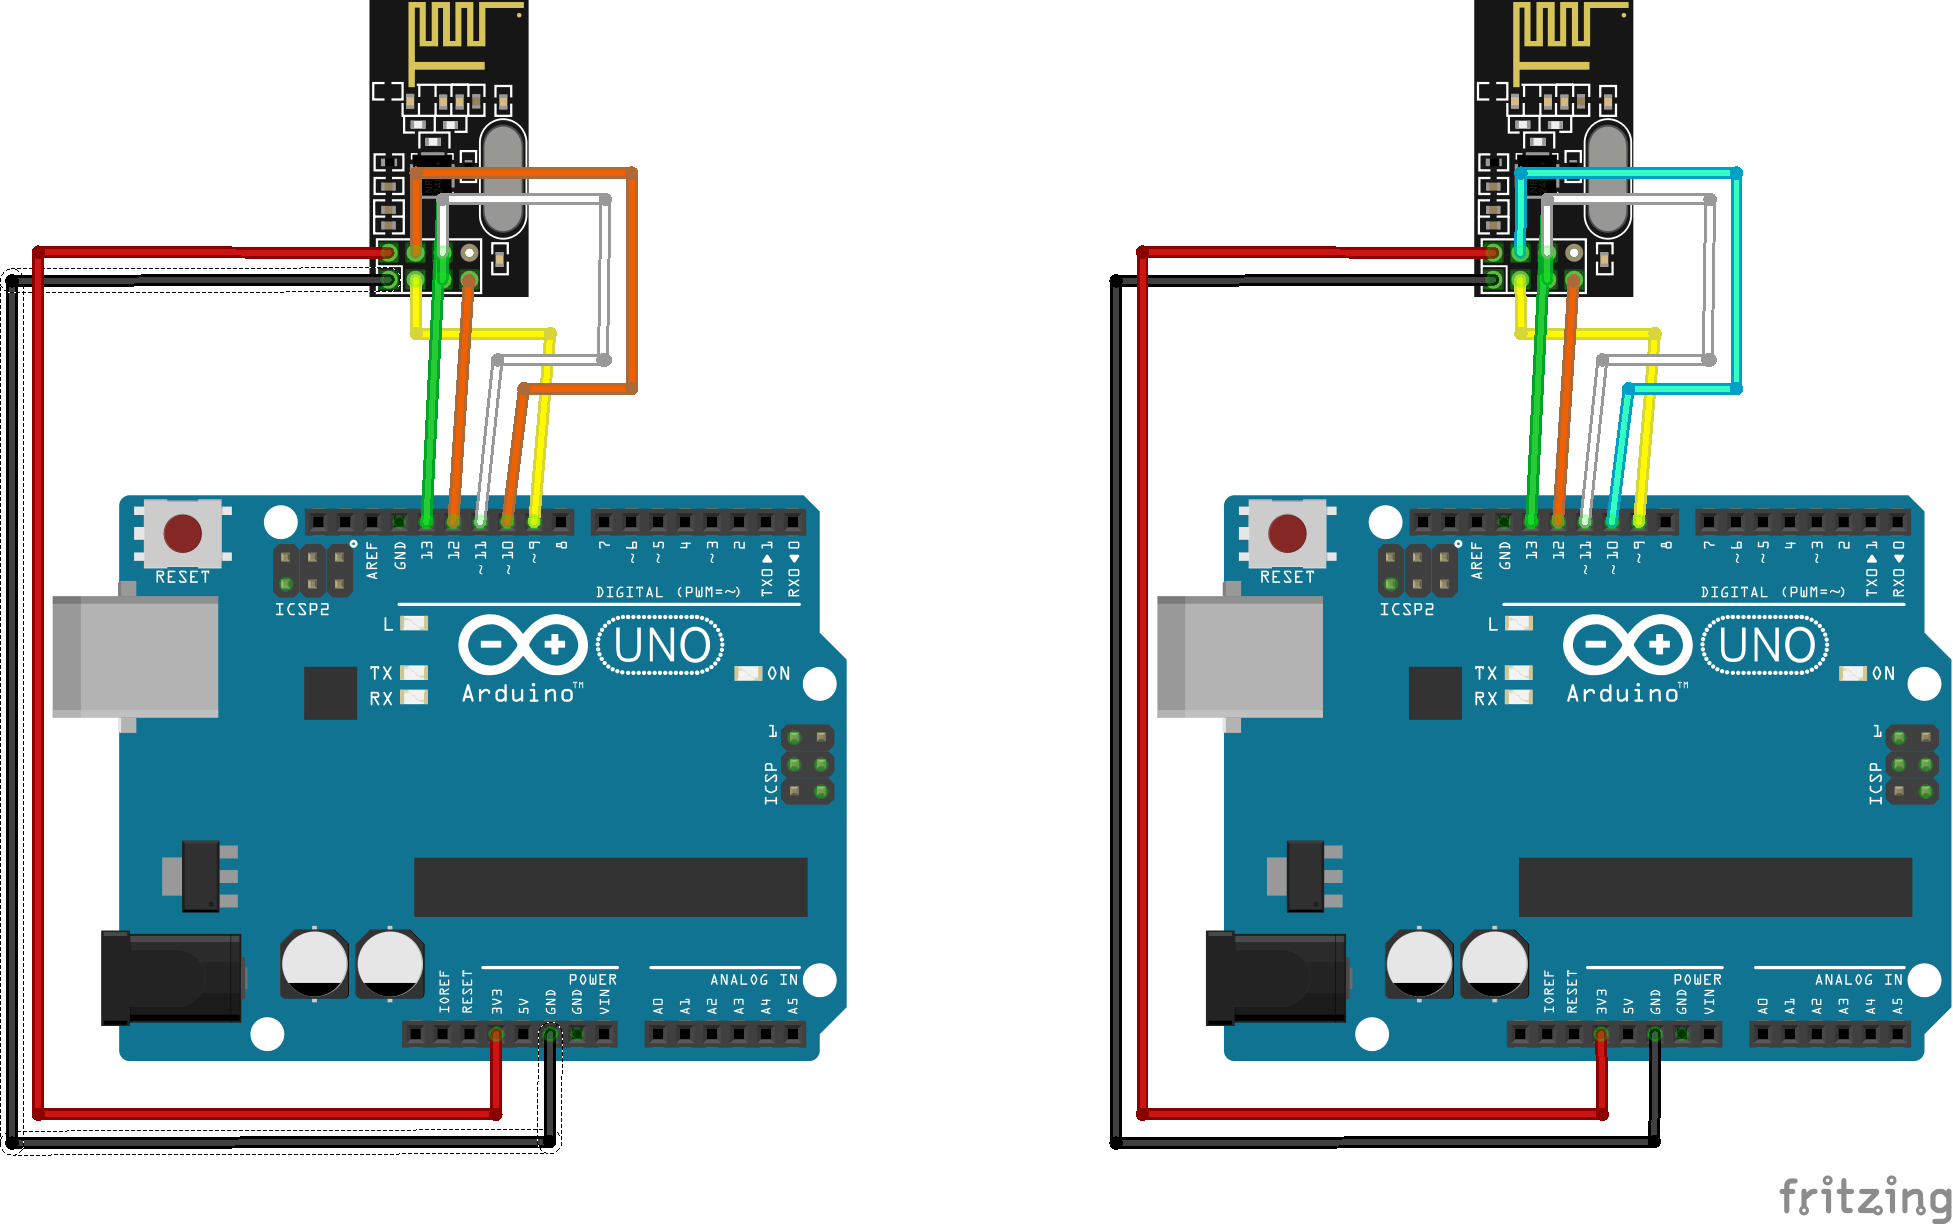 RESET
ICSP2
AREF
GND
13
12
~11
~10
~9
8
7
~6
~5
4
~3
2
TX0▶1
RX0◀0
DIGITAL (PWM=~)
L
TX
RX
UNO
Arduino™
ON
1
ICSP
POWER
ANALOG IN
IOREF
RESET
3V3
5V
GND
GND
VIN
A0
A1
A2
A3
A4
A5
RESET
ICSP2
AREF
GND
13
12
~11
~10
~9
8
7
~6
~5
4
~3
2
TX0▶1
RX0◀0
DIGITAL (PWM=~)
L
TX
RX
UNO
Arduino™
ON
1
ICSP
POWER
ANALOG IN
IOREF
RESET
3V3
5V
GND
GND
VIN
A0
A1
A2
A3
A4
A5
fritzing